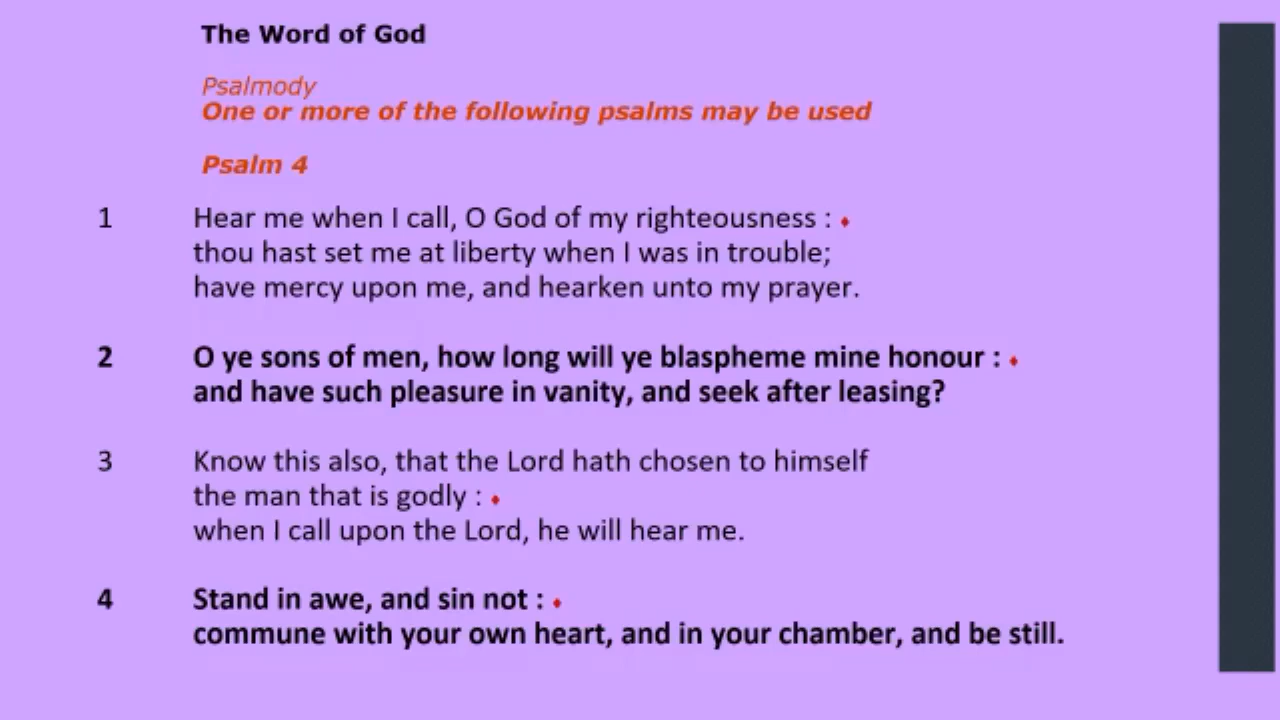 The Word of God
Psalmody
One or more of the following psalms may be used
Psalm 4
1 Hear me when I call, O God of my righteousness : ♦
thou hast set me at liberty when I was in trouble;
have mercy upon me, and hearken unto my prayer.
2 O ye sons of men, how long will ye blaspheme mine honour : ♦
and have such pleasure in vanity, and seek after leasing?
3 Know this also, that the Lord hath chosen to himself
the man that is godly : ♦
when I call upon the Lord, he will hear me.
4 Stand in awe, and sin not : ♦
commune with your own heart, and in your chamber, and be still.